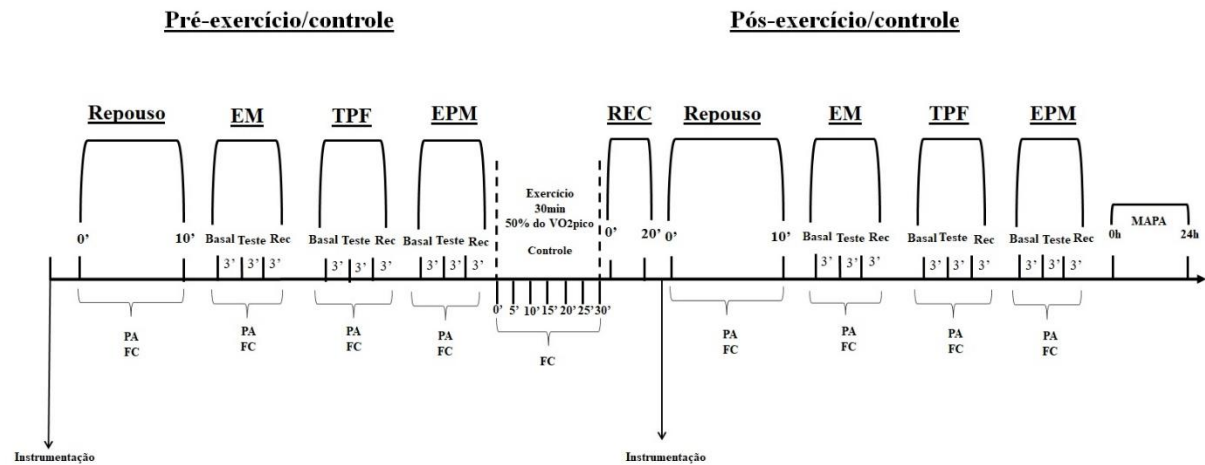 Pré-exercício/controle
Pós-exercício/controle
Repouso
EM
TPF
EPM
REC
Repouso
EM
TPF
EPM
Exercício
30min
50% do VO2pico
Controle
MAPA
0'
10'
Basal Teste Rec
Basal Teste Rec
Basal Teste Rec
0'
20'
0'
10'
Basal Teste Rec
Basal Teste Rec
Basal Teste Rec
0h
24h
3' 3' 3'
3' 3' 3'
3' 3' 3'
3' 3' 3'
3' 3' 3'
3' 3' 3'
0' 5' 10' 15' 20' 25' 30'
PA
FC
PA
FC
PA
FC
PA
FC
FC
PA
FC
PA
FC
PA
FC
PA
FC
Instrumentação
Instrumentação